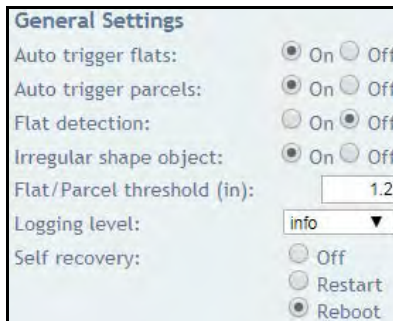 General Settings
Auto trigger flats: On Off
Auto trigger parcels: On Off
Flat detection: On Off
Irregular shape object: On Off
Flat/Parcel threshold (in): 1.2
Logging level: info
Self recovery: Off
Restart
Reboot